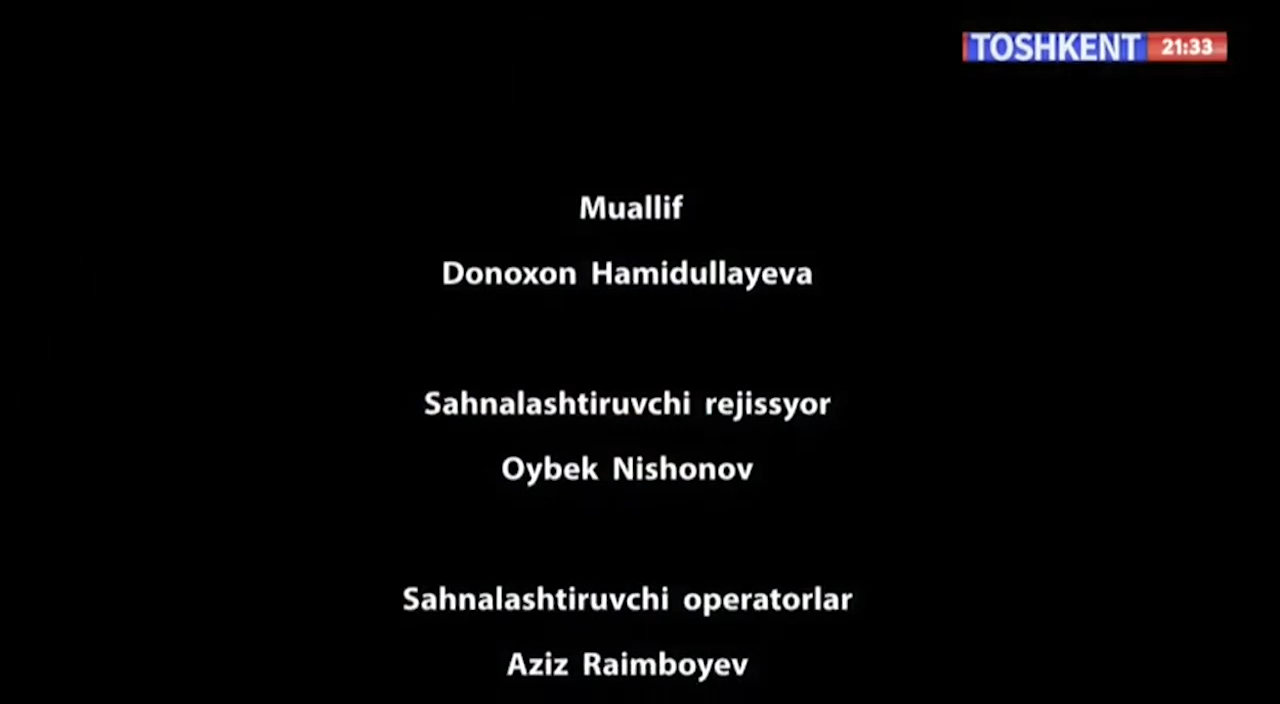 TOSHKENT 21:33
Muallif
Donoxon Hamidullayeva
Sahnalashtiruvchi rejissyor
Oybek Nishonov
Sahnalashtiruvchi operatorlar
Aziz Raimboyev